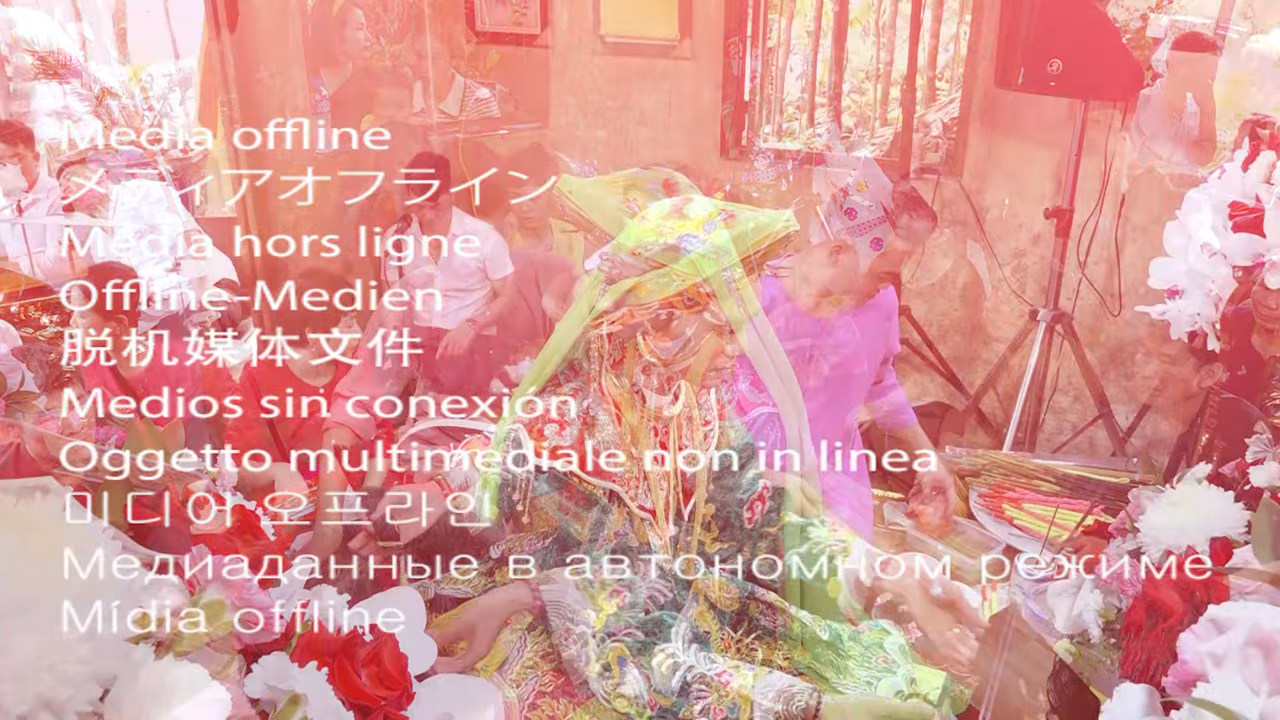 Media offline
メディアオフライン
Média hors ligne
Offline-Medien
脱机媒体文件
Medios sin conexión
Oggetto multimediale non in linea
미디어 오프라인
Медиаданные в автономном режиме
Mídia offline